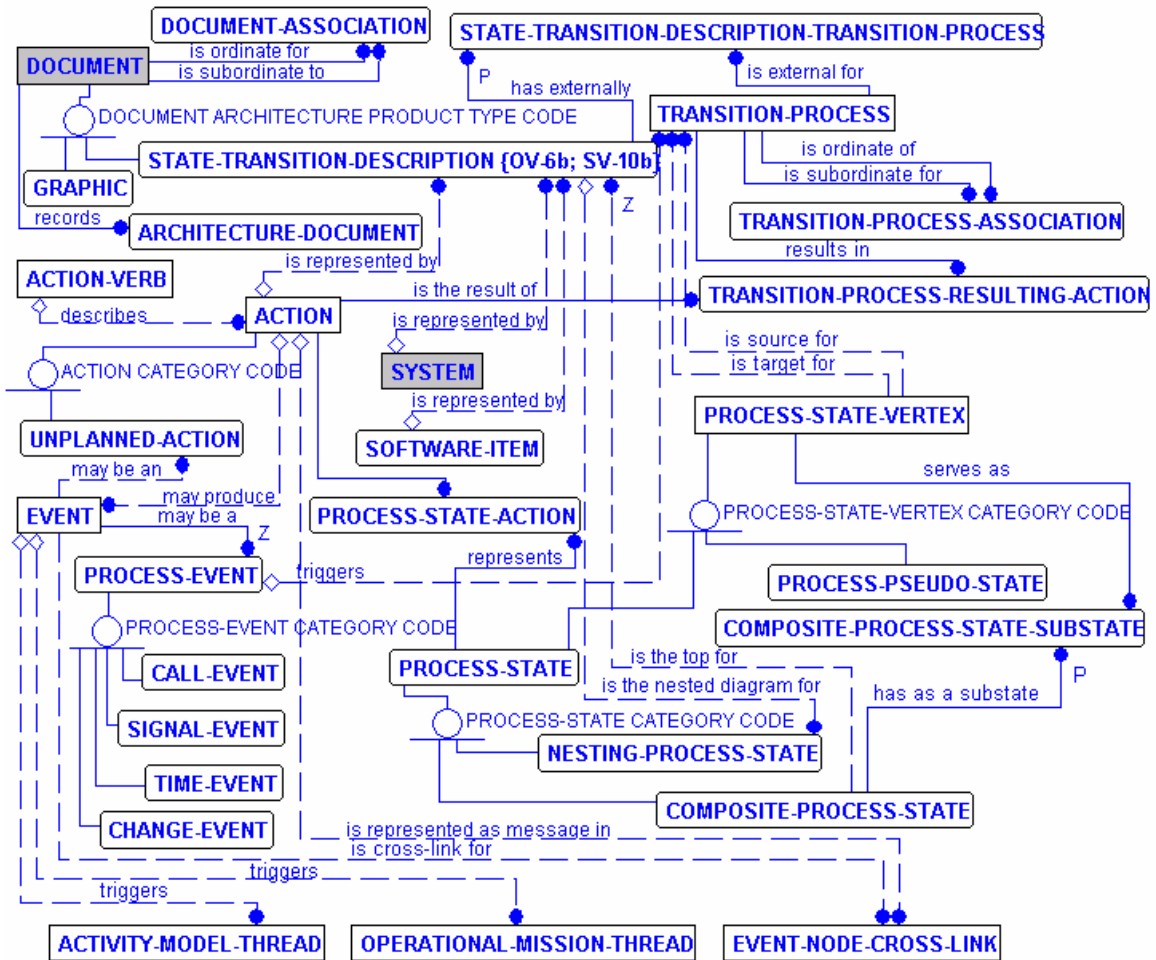 DOCUMENT-ASSOCIATION
STATE-TRANSITION-DESCRIPTION-TRANSITION-PROCESS
is ordinate for
DOCUMENT
is subordinate to
P
is external for
has externally
DOCUMENT ARCHITECTURE PRODUCT TYPE CODE
TRANSITION-PROCESS
STATE-TRANSITION-DESCRIPTION {OV-6b; SV-10b}
is ordinate of
is subordinate for
GRAPHIC
Z
records
ARCHITECTURE-DOCUMENT
TRANSITION-PROCESS-ASSOCIATION
results in
is represented by
ACTION-VERB
is the result of
TRANSITION-PROCESS-RESULTING-ACTION
describes
ACTION
is represented by
is source for
is target for
ACTION CATEGORY CODE
SYSTEM
is represented by
PROCESS-STATE-VERTEX
UNPLANNED-ACTION
SOFTWARE-ITEM
may be an
serves as
may produce
EVENT
may be a
PROCESS-STATE-ACTION
PROCESS-STATE-VERTEX CATEGORY CODE
Z
represents
PROCESS-EVENT
triggers
PROCESS-PSEUDO-STATE
PROCESS-EVENT CATEGORY CODE
COMPOSITE-PROCESS-STATE-SUBSTATE
PROCESS-STATE
is the top for
P
CALL-EVENT
is the nested diagram for
has as a substate
PROCESS-STATE CATEGORY CODE
SIGNAL-EVENT
NESTING-PROCESS-STATE
TIME-EVENT
COMPOSITE-PROCESS-STATE
CHANGE-EVENT
is represented as message in
is cross-link for
triggers
triggers
ACTIVITY-MODEL-THREAD
OPERATIONAL-MISSION-THREAD
EVENT-NODE-CROSS-LINK